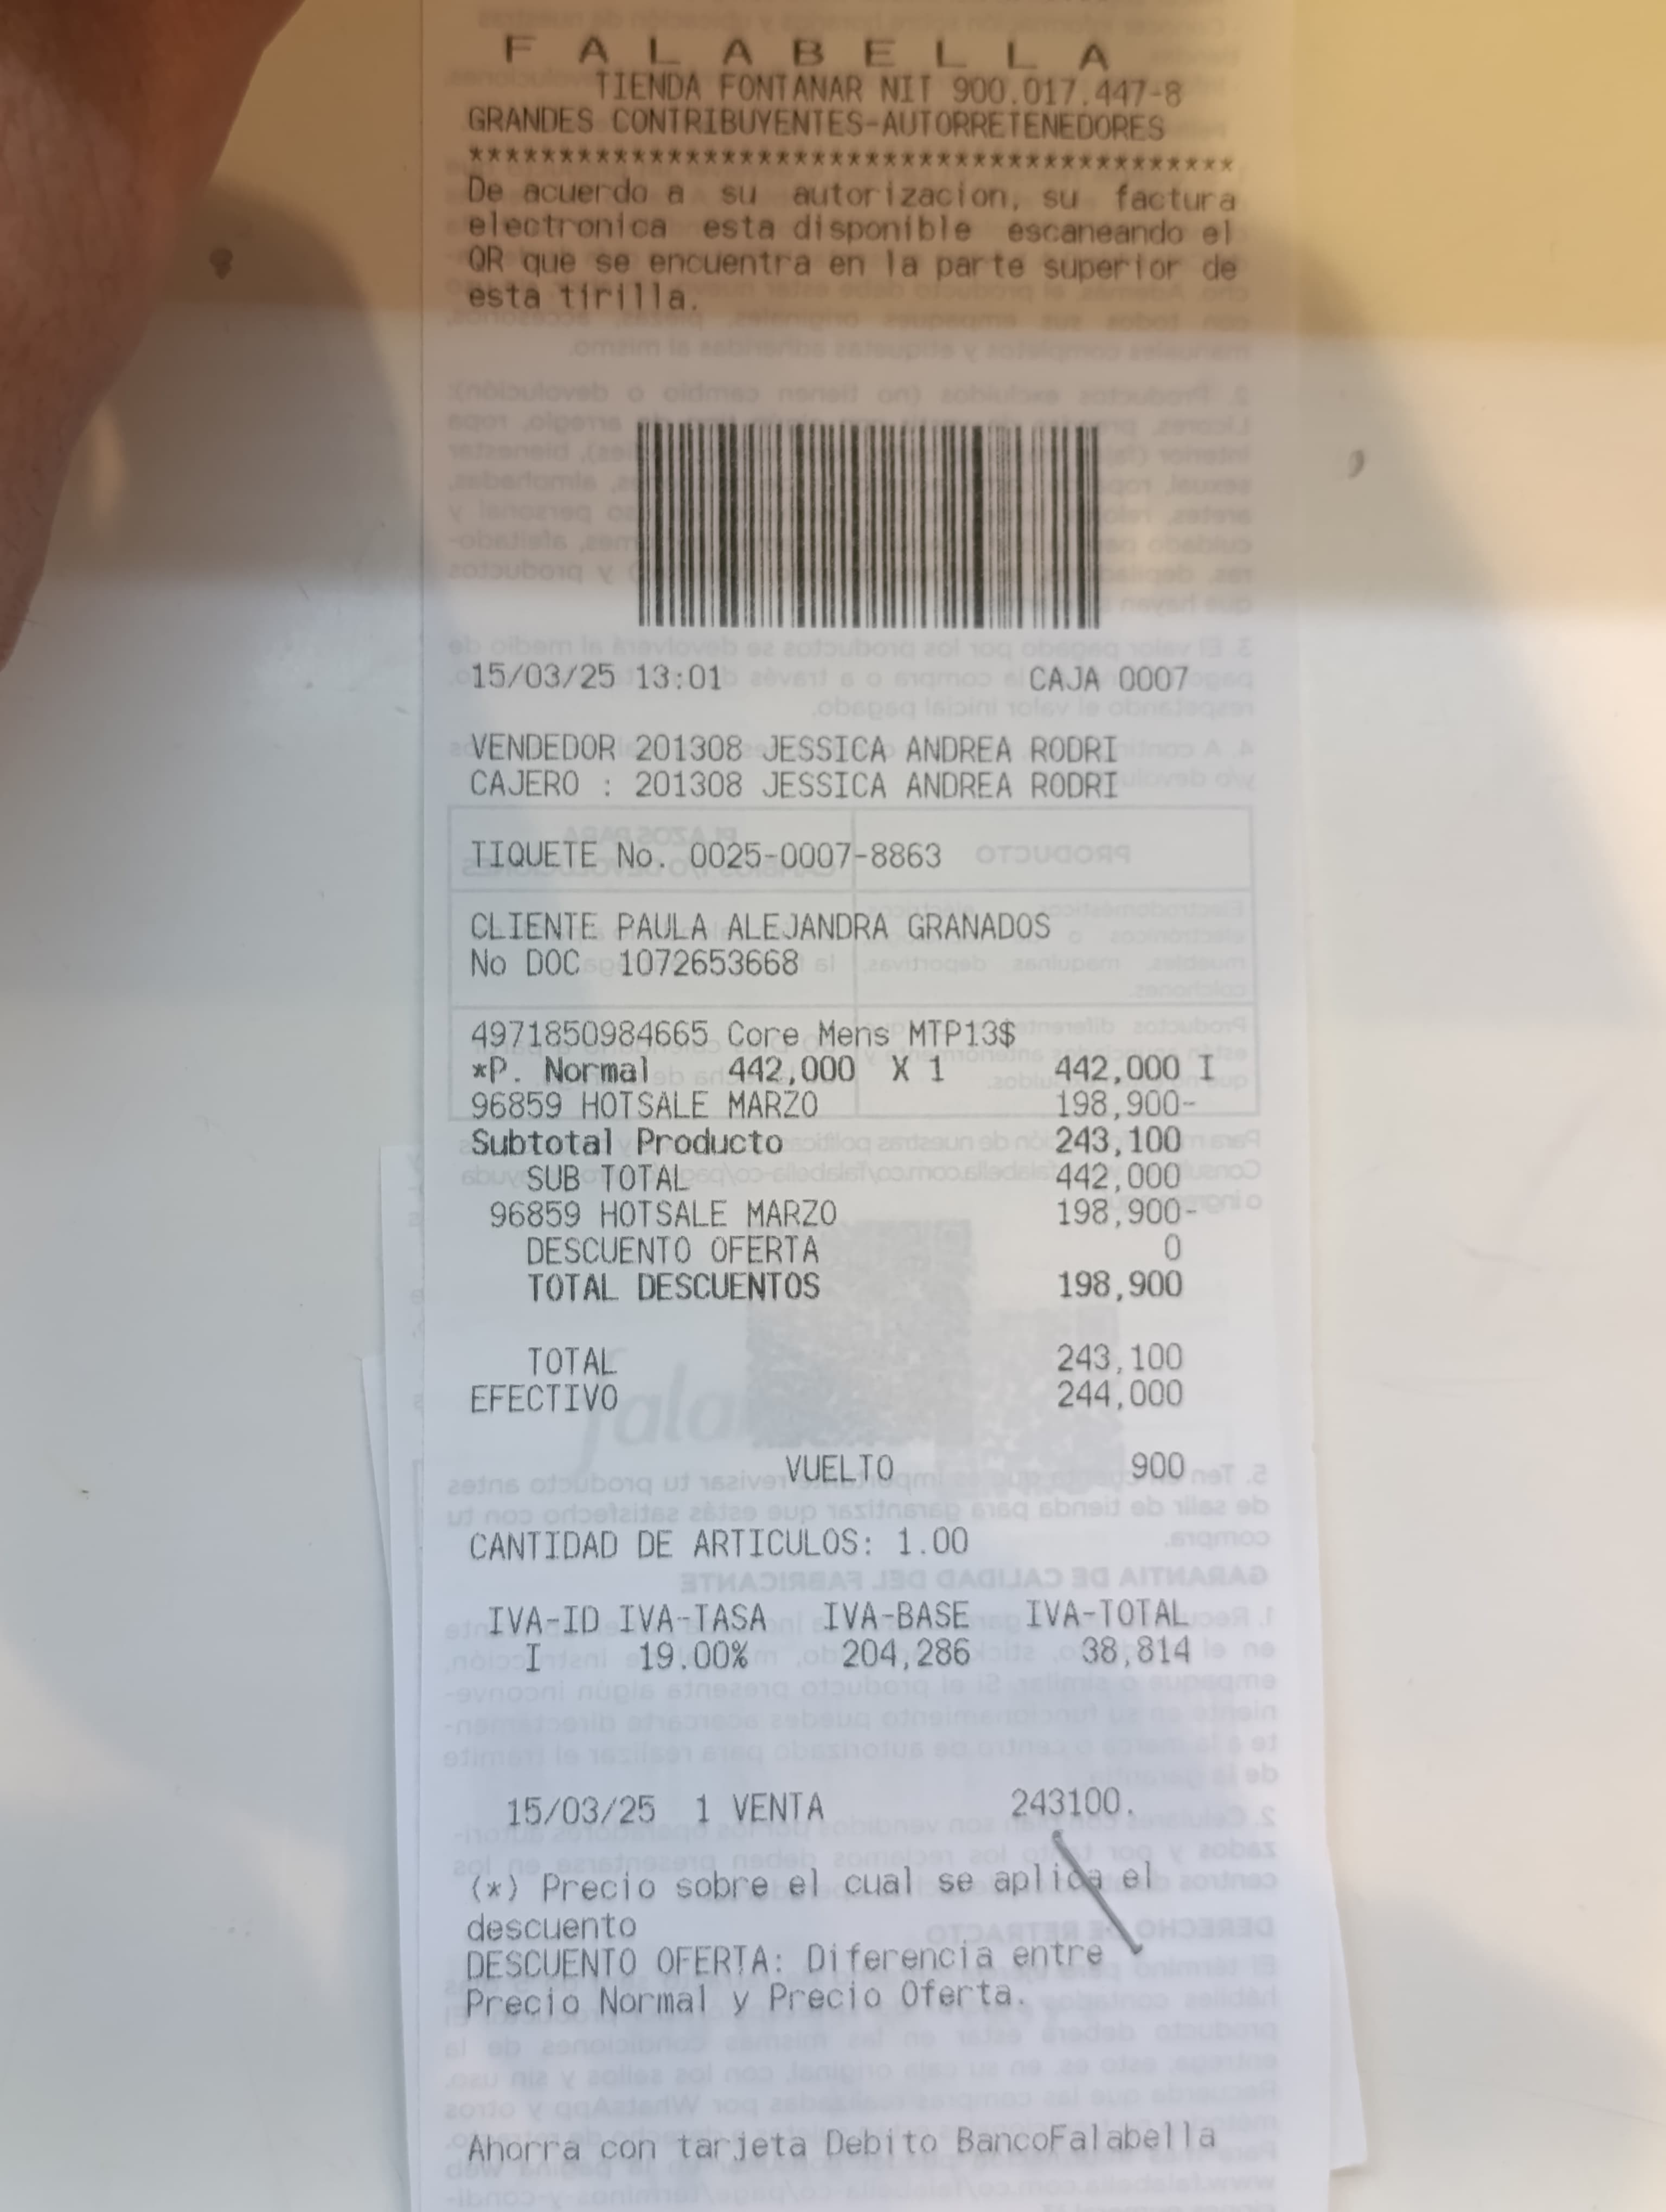 F A L A B E L L A
TIENDA FONTANAR NIT 900.017.447-8
GRANDES CONTRIBUYENTES-AUTORRETENEDORES
******************************************
De acuerdo a su autorizacion, su factura
electronica esta disponible escaneando el
QR que se encuentra en la parte superior de
esta tirilla.
15/03/25 13:01 CAJA 0007
VENDEDOR 201308 JESSICA ANDREA RODRI
CAJERO : 201308 JESSICA ANDREA RODRI
TIQUETE No. 0025-0007-8863
CLIENTE PAULA ALEJANDRA GRANADOS
No DOC 1072653668
4971850984665 Core Mens MTP13$
*P. Normal 442,000 X 1 442,000 I
96859 HOTSALE MARZO 198,900-
Subtotal Producto 243,100
SUB TOTAL 442,000
96859 HOTSALE MARZO 198,900-
DESCUENTO OFERTA 0
TOTAL DESCUENTOS 198,900
TOTAL 243,100
EFECTIVO 244,000
VUELTO 900
CANTIDAD DE ARTICULOS: 1.00
IVA-ID IVA-TASA IVA-BASE IVA-TOTAL
I 19.00% 204,286 38,814
15/03/25 1 VENTA 243100.
(*) Precio sobre el cual se aplica el
descuento
DESCUENTO OFERTA: Diferencia entre
Precio Normal y Precio Oferta.
Ahorra con tarjeta Debito BancoFalabella